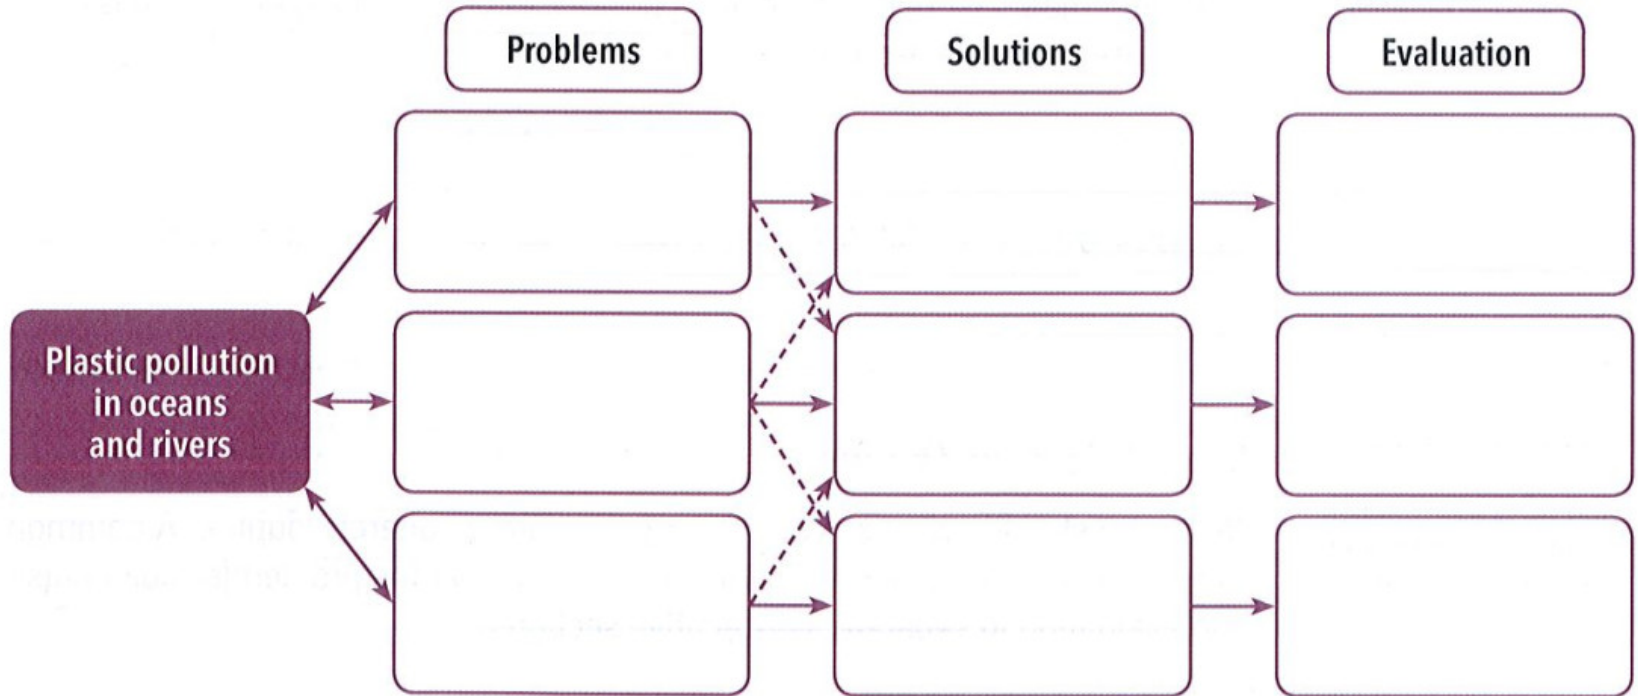 Problems
Solutions
Evaluation
Plastic pollution
in oceans
and rivers